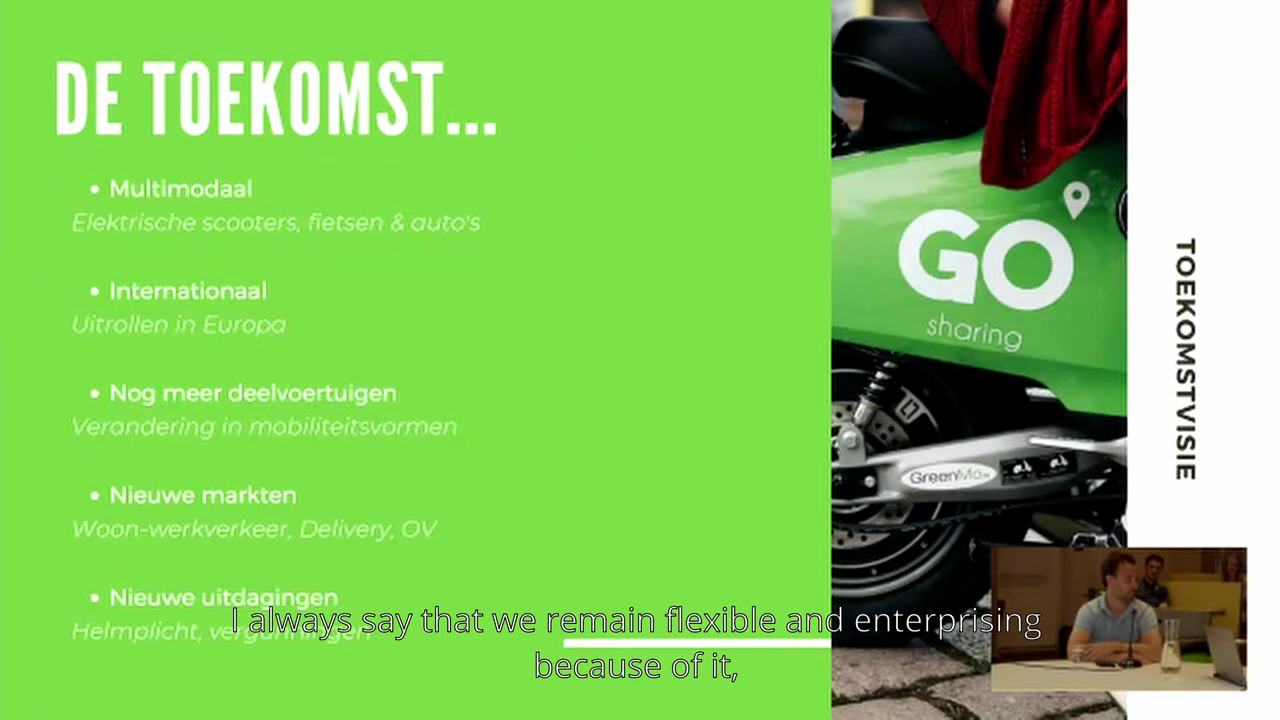 DE TOEKOMST...
• Multimodaal
Elektrische scooters, fietsen & auto's
• Internationaal
Uitrollen in Europa
• Nog meer deelvoertuigen
Verandering in mobiliteitsvormen
• Nieuwe markten
Woon-werkverkeer, Delivery, OV
• Nieuwe uitdagingen
Helmplicht, vergunningen
GO
sharing
GreenMo
TOEKOMSTVISIE
I always say that we remain flexible and enterprising
because of it,